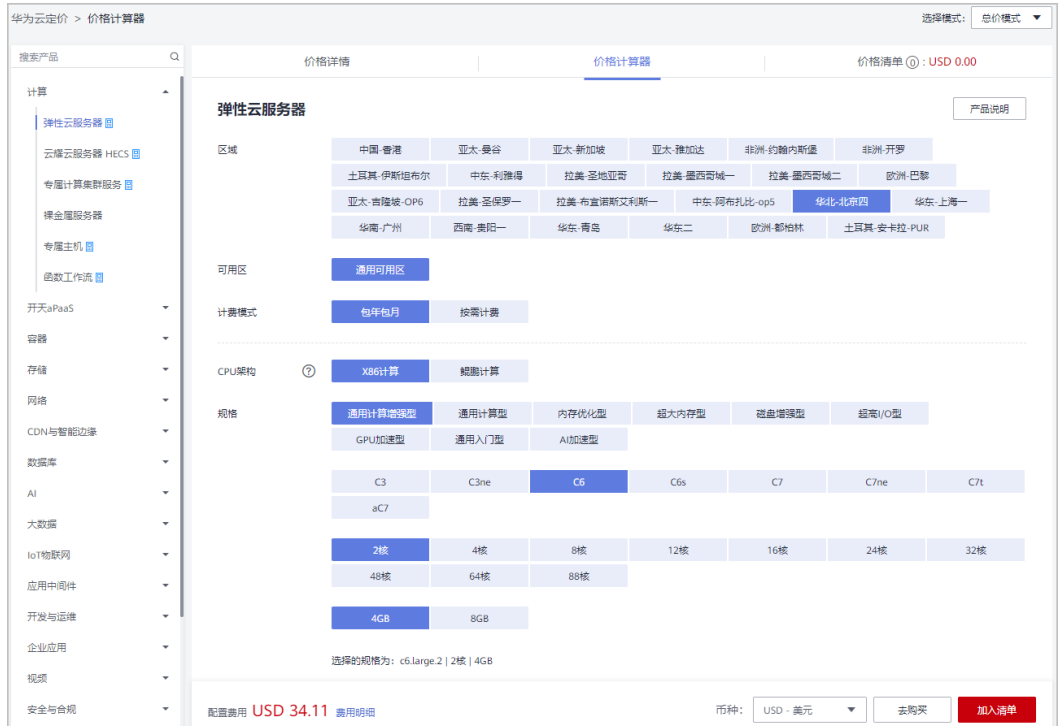 华为云定价 > 价格计算器
选择模式: 总价模式
搜索产品
价格详情 价格计算器 价格清单 (0) : USD 0.00
计算
弹性云服务器
云耀云服务器 HECS
专属计算集群服务
裸金属服务器
专属主机
函数工作流
开天aPaaS
容器
存储
网络
CDN与智能边缘
数据库
AI
大数据
IoT物联网
应用中间件
开发与运维
企业应用
视频
安全与合规
弹性云服务器 产品说明
区域 中国-香港 亚太-曼谷 亚太-新加坡 亚太-雅加达 非洲-约翰内斯堡 非洲-开罗
土耳其-伊斯坦布尔 中东-利雅得 拉美-圣地亚哥 拉美-墨西哥城一 拉美-墨西哥城二 欧洲-巴黎
亚太-吉隆坡-OP6 拉美-圣保罗一 拉美-布宜诺斯艾利斯一 中东-阿布扎比-op5 华北-北京四 华东-上海一
华南-广州 西南-贵阳一 华东-青岛 华东二 欧洲-都柏林 土耳其-安卡拉-PUR
可用区 通用可用区
计费模式 包年包月 按需计费
CPU架构 ? X86计算 鲲鹏计算
规格 通用计算增强型 通用计算型 内存优化型 超大内存型 磁盘增强型 超高I/O型
GPU加速型 通用入门型 AI加速型
C3 C3ne C6 C6s C7 C7ne C7t
aC7
2核 4核 8核 12核 16核 24核 32核
48核 64核 88核
4GB 8GB
选择的规格为: c6.large.2 | 2核 | 4GB
配置费用 USD 34.11 费用明细 币种: USD - 美元 去购买 加入清单